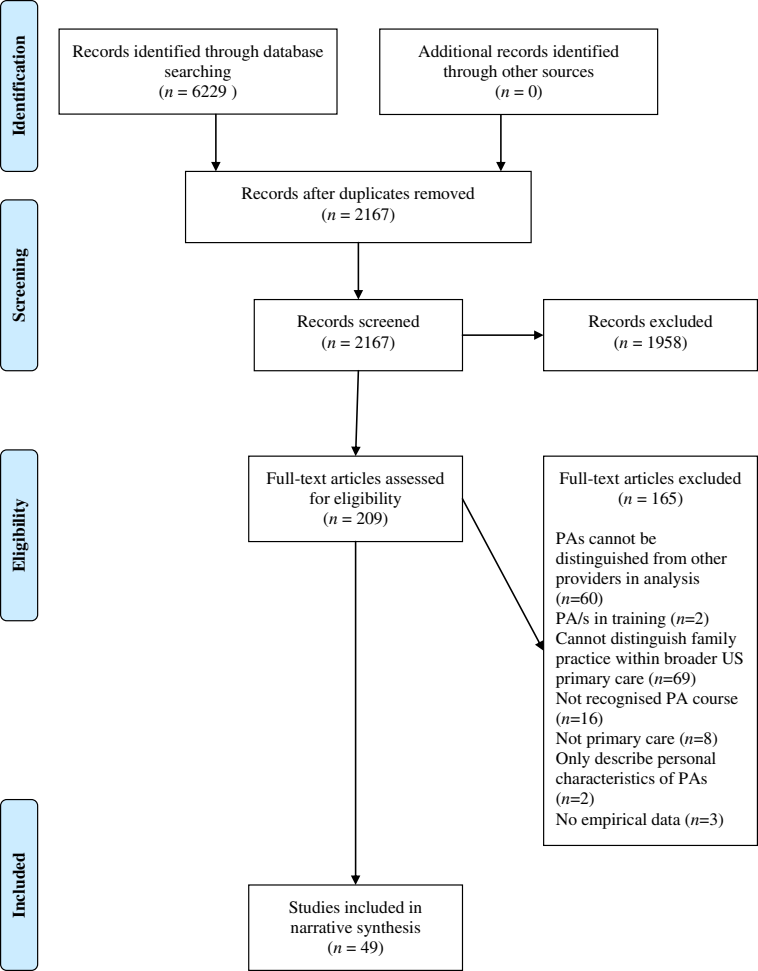 Identification
Records identified through database
searching
(n = 6229 )
Additional records identified
through other sources
(n = 0)
Records after duplicates removed
(n = 2167)
Screening
Records screened
(n = 2167)
Records excluded
(n = 1958)
Eligibility
Full-text articles assessed
for eligibility
(n = 209)
Full-text articles excluded
(n = 165)
PAs cannot be
distinguished from other
providers in analysis
(n=60)
PA/s in training (n=2)
Cannot distinguish family
practice within broader US
primary care (n=69)
Not recognised PA course
(n=16)
Not primary care (n=8)
Only describe personal
characteristics of PAs
(n=2)
No empirical data (n=3)
Included
Studies included in
narrative synthesis
(n = 49)